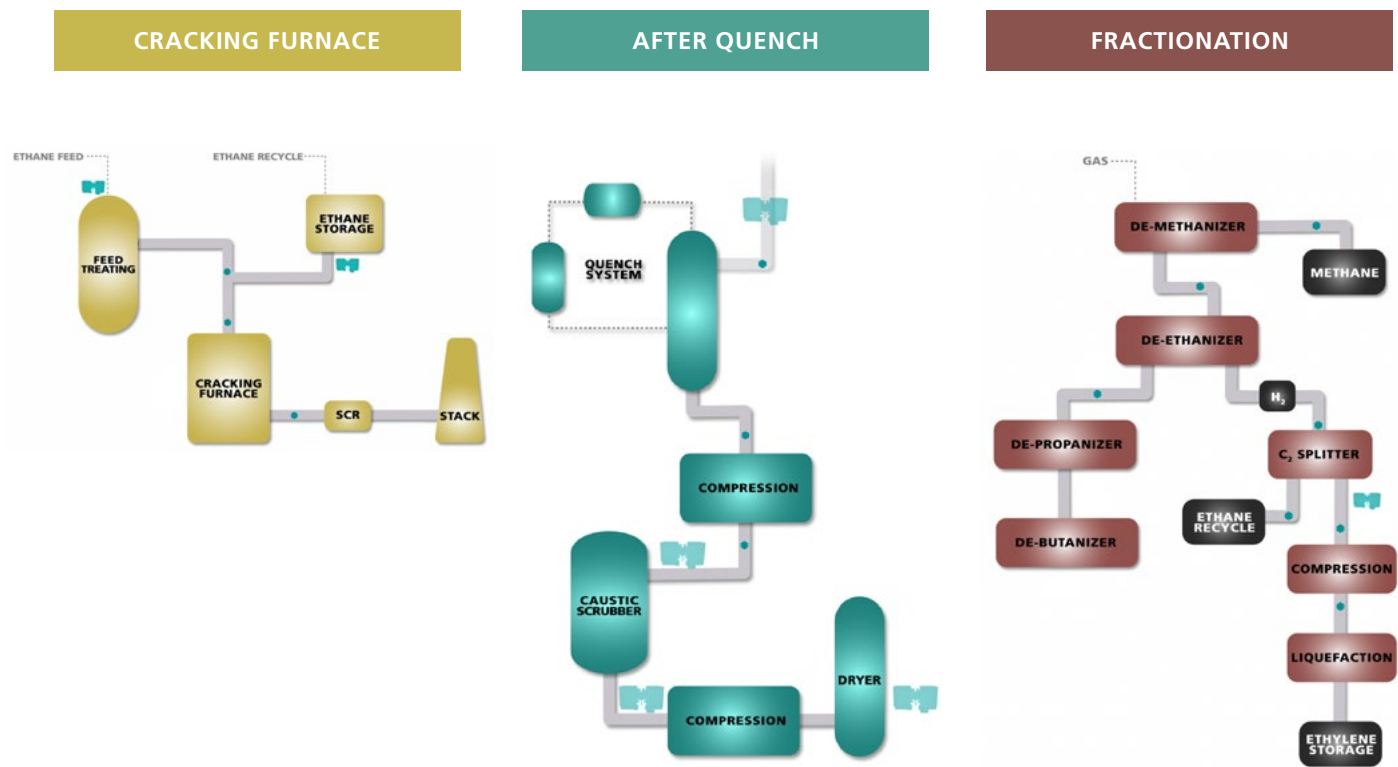 CRACKING FURNACE
AFTER QUENCH
FRACTIONATION
ETHANE FEED
ETHANE RECYCLE
ETHANE
STORAGE
FEED
TREATING
CRACKING
FURNACE
SCR
STACK
QUENCH
SYSTEM
COMPRESSION
CAUSTIC
SCRUBBER
DRYER
COMPRESSION
GAS
DE-METHANIZER
METHANE
DE-ETHANIZER
H₂
DE-PROPANIZER
C₂ SPLITTER
ETHANE
RECYCLE
DE-BUTANIZER
COMPRESSION
LIQUEFACTION
ETHYLENE
STORAGE